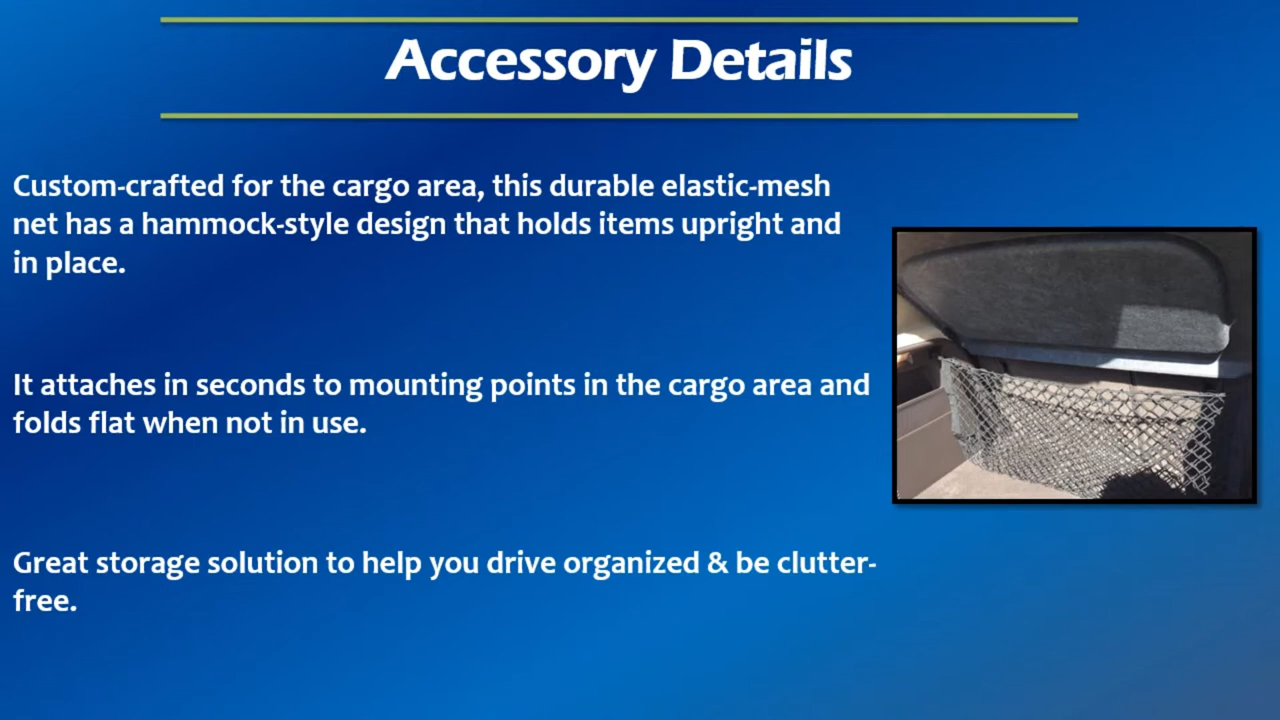 Accessory Details
Custom-crafted for the cargo area, this durable elastic-mesh
net has a hammock-style design that holds items upright and
in place.
It attaches in seconds to mounting points in the cargo area and
folds flat when not in use.
Great storage solution to help you drive organized & be clutter-
free.